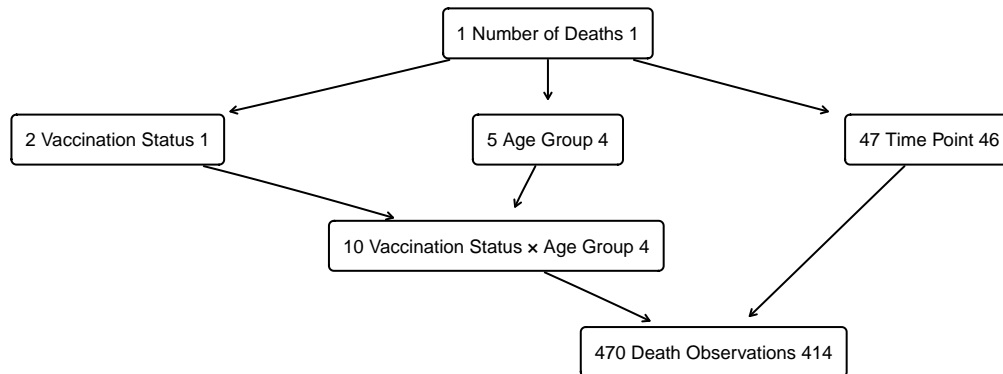 1 Number of Deaths 1
2 Vaccination Status 1
5 Age Group 4
47 Time Point 46
10 Vaccination Status × Age Group 4
470 Death Observations 414